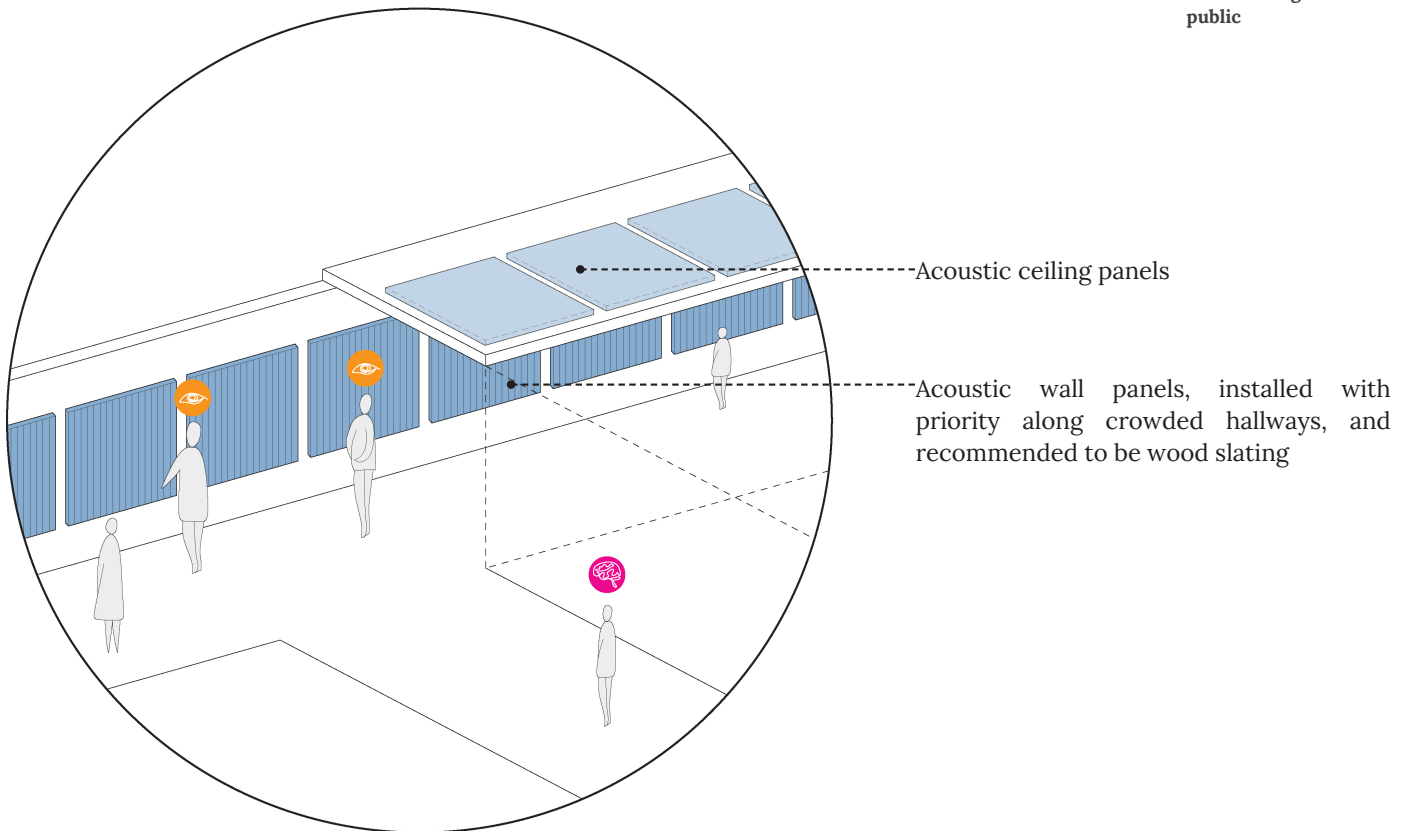 public
Acoustic ceiling panels
Acoustic wall panels, installed with
priority along crowded hallways, and
recommended to be wood slating